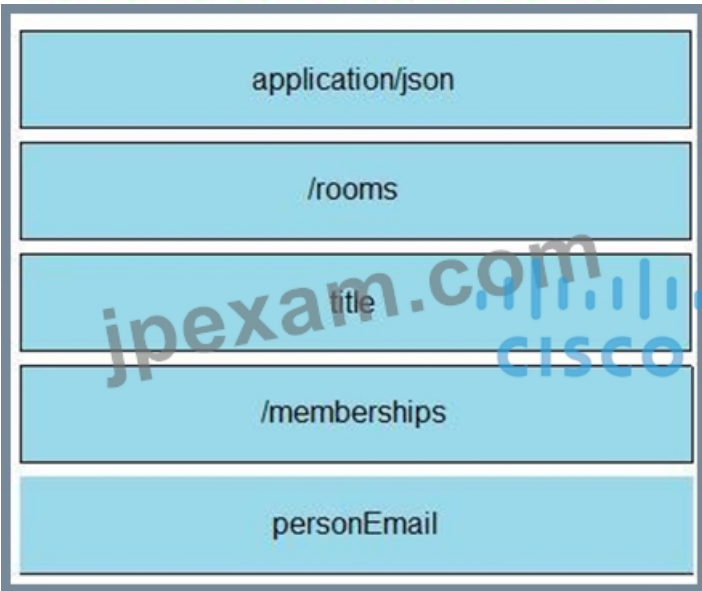 application/json
/rooms
title
jpexam.com
CISCO
/memberships
personEmail